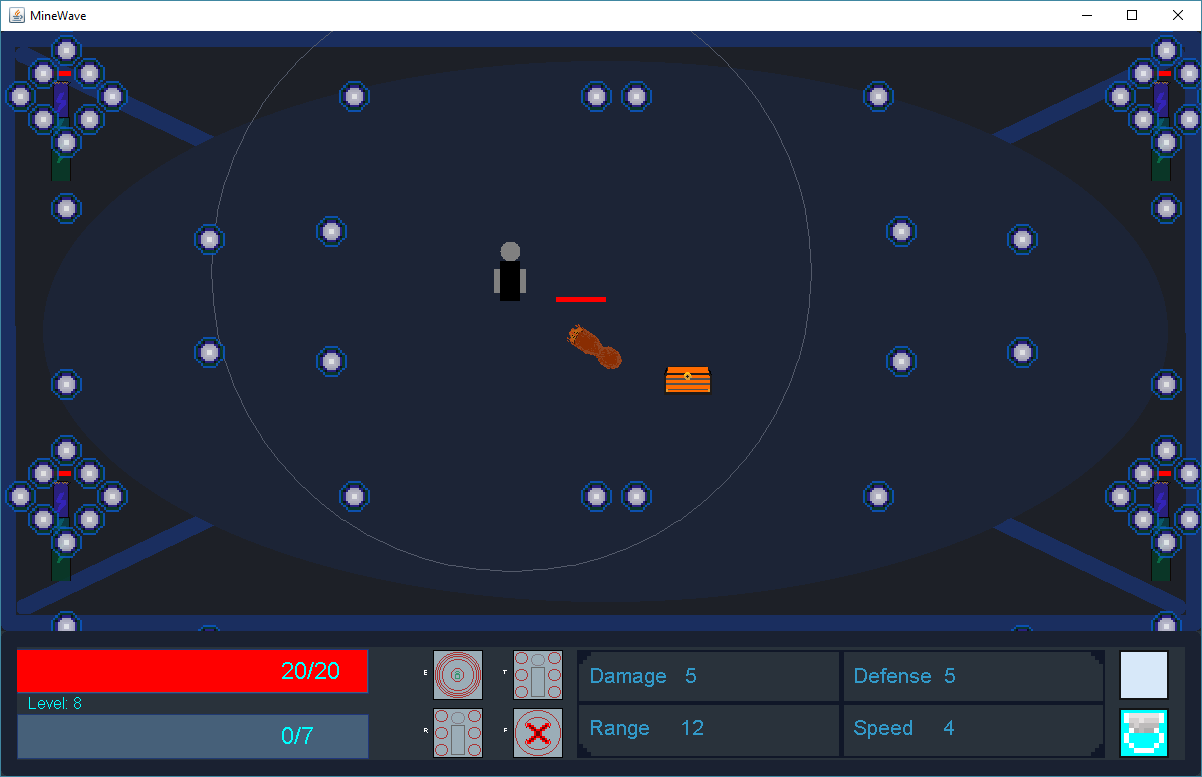 MineWave
20/20
Level: 8
0/7
E
T
R
F
Damage 5
Defense 5
Range 12
Speed 4